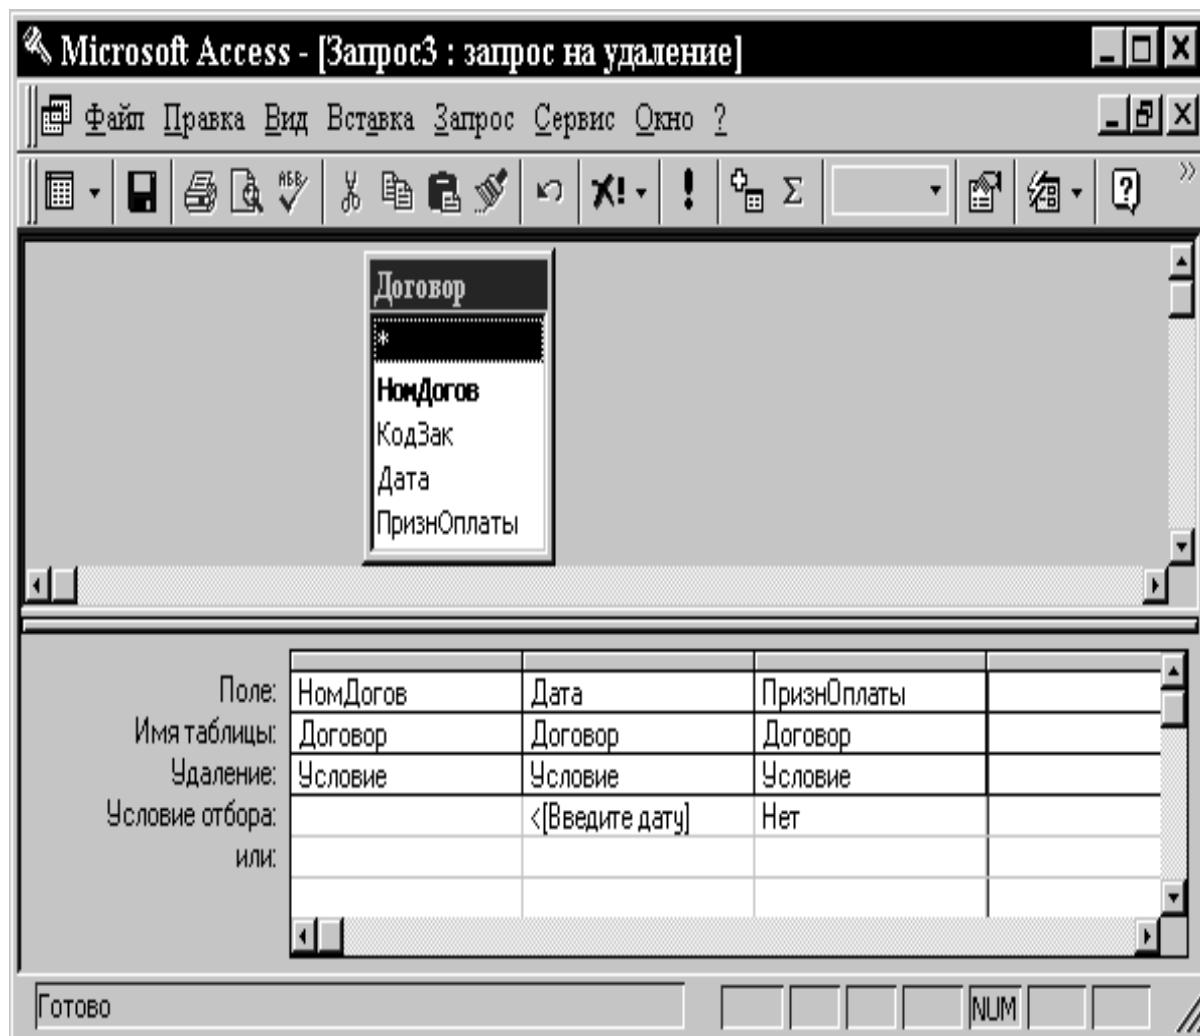 Microsoft Access - [Запрос3 : запрос на удаление]
Файл Правка Вид Вставка Запрос Сервис Окно ?
Договор
*
НомДогов
КодЗак
Дата
ПризнОплаты
Поле: НомДогов Дата ПризнОплаты
Имя таблицы: Договор Договор Договор
Удаление: Условие Условие Условие
Условие отбора: <[Введите дату] Нет
или:
Готово NUM